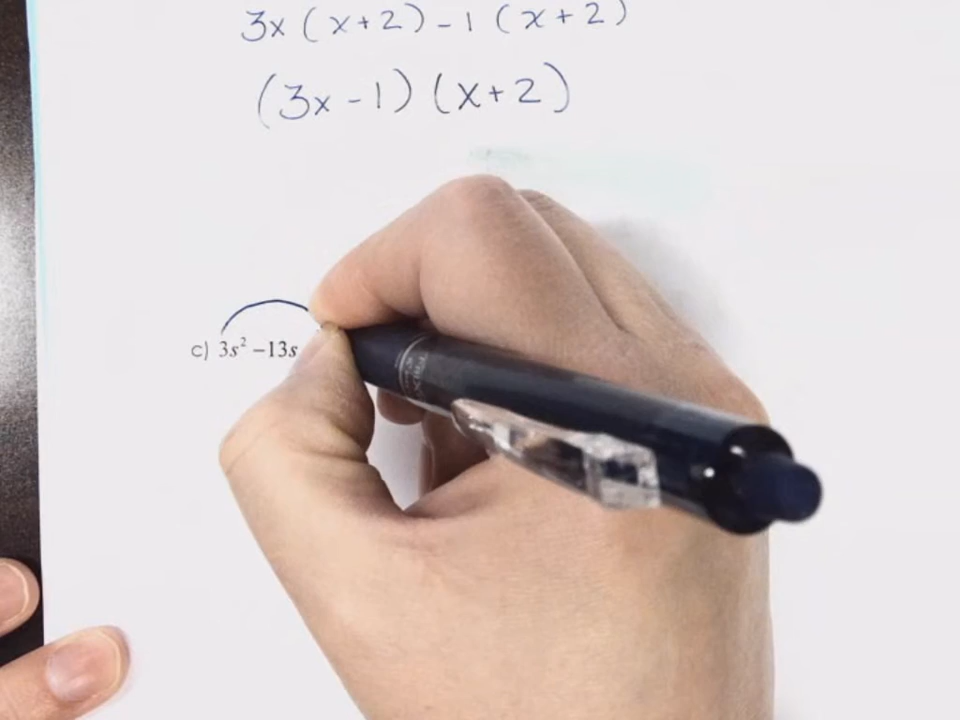 3x (x+2) - 1 (x+2)
(3x - 1) (x+2)
c) 3s² –13s